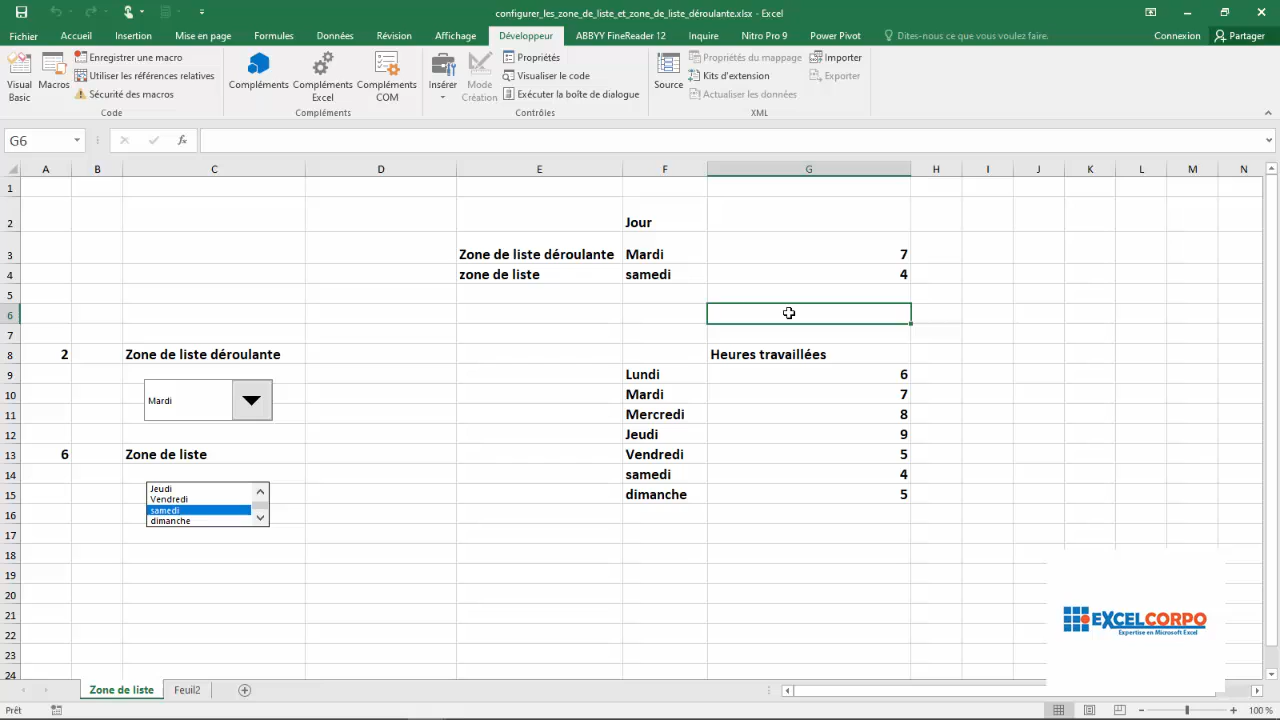 configurer_les_zone_de_liste_et_zone_de_liste_déroulante.xlsx - Excel
Fichier Accueil Insertion Mise en page Formules Données Révision Affichage Développeur ABBYY FineReader 12 Inquire Nitro Pro 9 Power Pivot Dites-nous ce que vous voulez faire. Connexion Partager
Visual Basic
Macros
Enregistrer une macro
Utiliser les références relatives
Sécurité des macros
Code
Compléments
Compléments Excel
Compléments COM
Compléments
Insérer
Mode Création
Propriétés
Visualiser le code
Exécuter la boîte de dialogue
Contrôles
Source
Propriétés du mappage
Kits d'extension
Actualiser les données
Importer
Exporter
XML
G6 fx
A B C D E F G H I J K L M N
1
2 Jour
3 Zone de liste déroulante Mardi 7
4 zone de liste samedi 4
5
6
7
8 2 Zone de liste déroulante Heures travaillées
9 Lundi 6
10 Mardi 7
Mardi
11 Mercredi 8
12 Jeudi 9
13 6 Zone de liste Vendredi 5
14 samedi 4
15 dimanche 5
Jeudi
Vendredi
samedi
dimanche
16
17
18
19
20
21
22
23
24
EXCELCORPO
Expertise en Microsoft Excel
Zone de liste Feuil2
Prêt 100 %